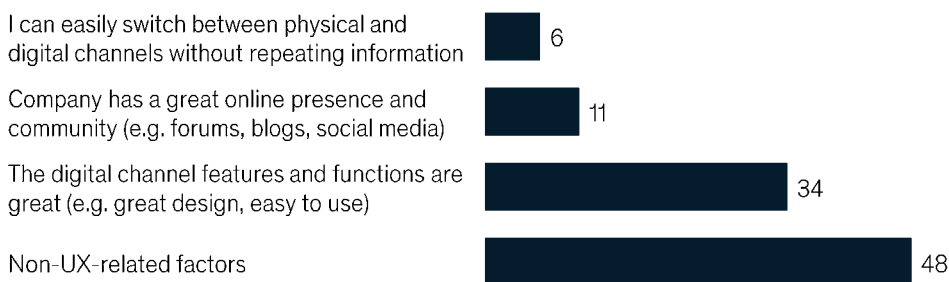 I can easily switch between physical and
digital channels without repeating information
6
Company has a great online presence and
community (e.g. forums, blogs, social media)
11
The digital channel features and functions are
great (e.g. great design, easy to use)
34
Non-UX-related factors
48